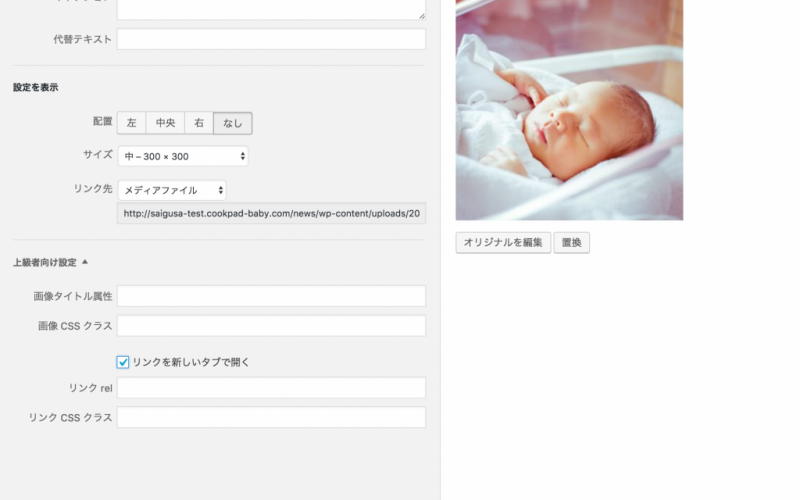 代替テキスト
設定を表示
配置 左 中央 右 なし
サイズ 中 – 300 × 300
リンク先 メディアファイル
http://saigusa-test.cookpad-baby.com/news/wp-content/uploads/20
上級者向け設定
画像タイトル属性
画像 CSS クラス
リンクを新しいタブで開く
リンク rel
リンク CSS クラス
オリジナルを編集 置換